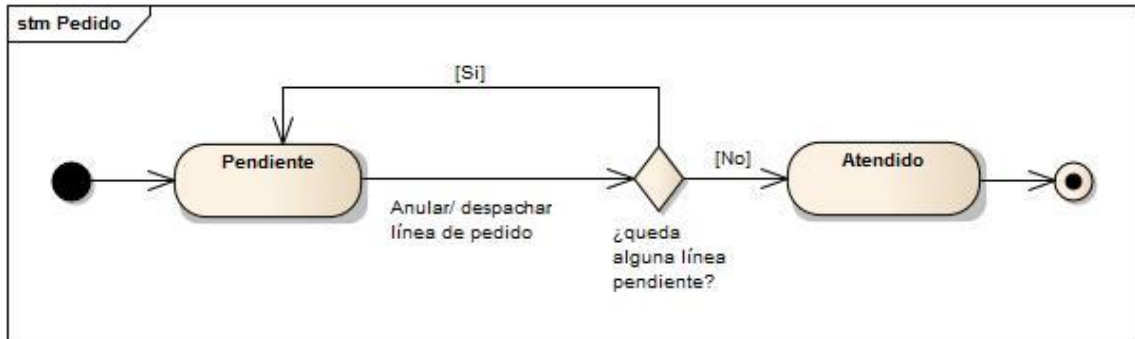 stm Pedido
[Si]
Pendiente
[No]
Atendido
Anular/ despachar
línea de pedido
¿queda
alguna línea
pendiente?